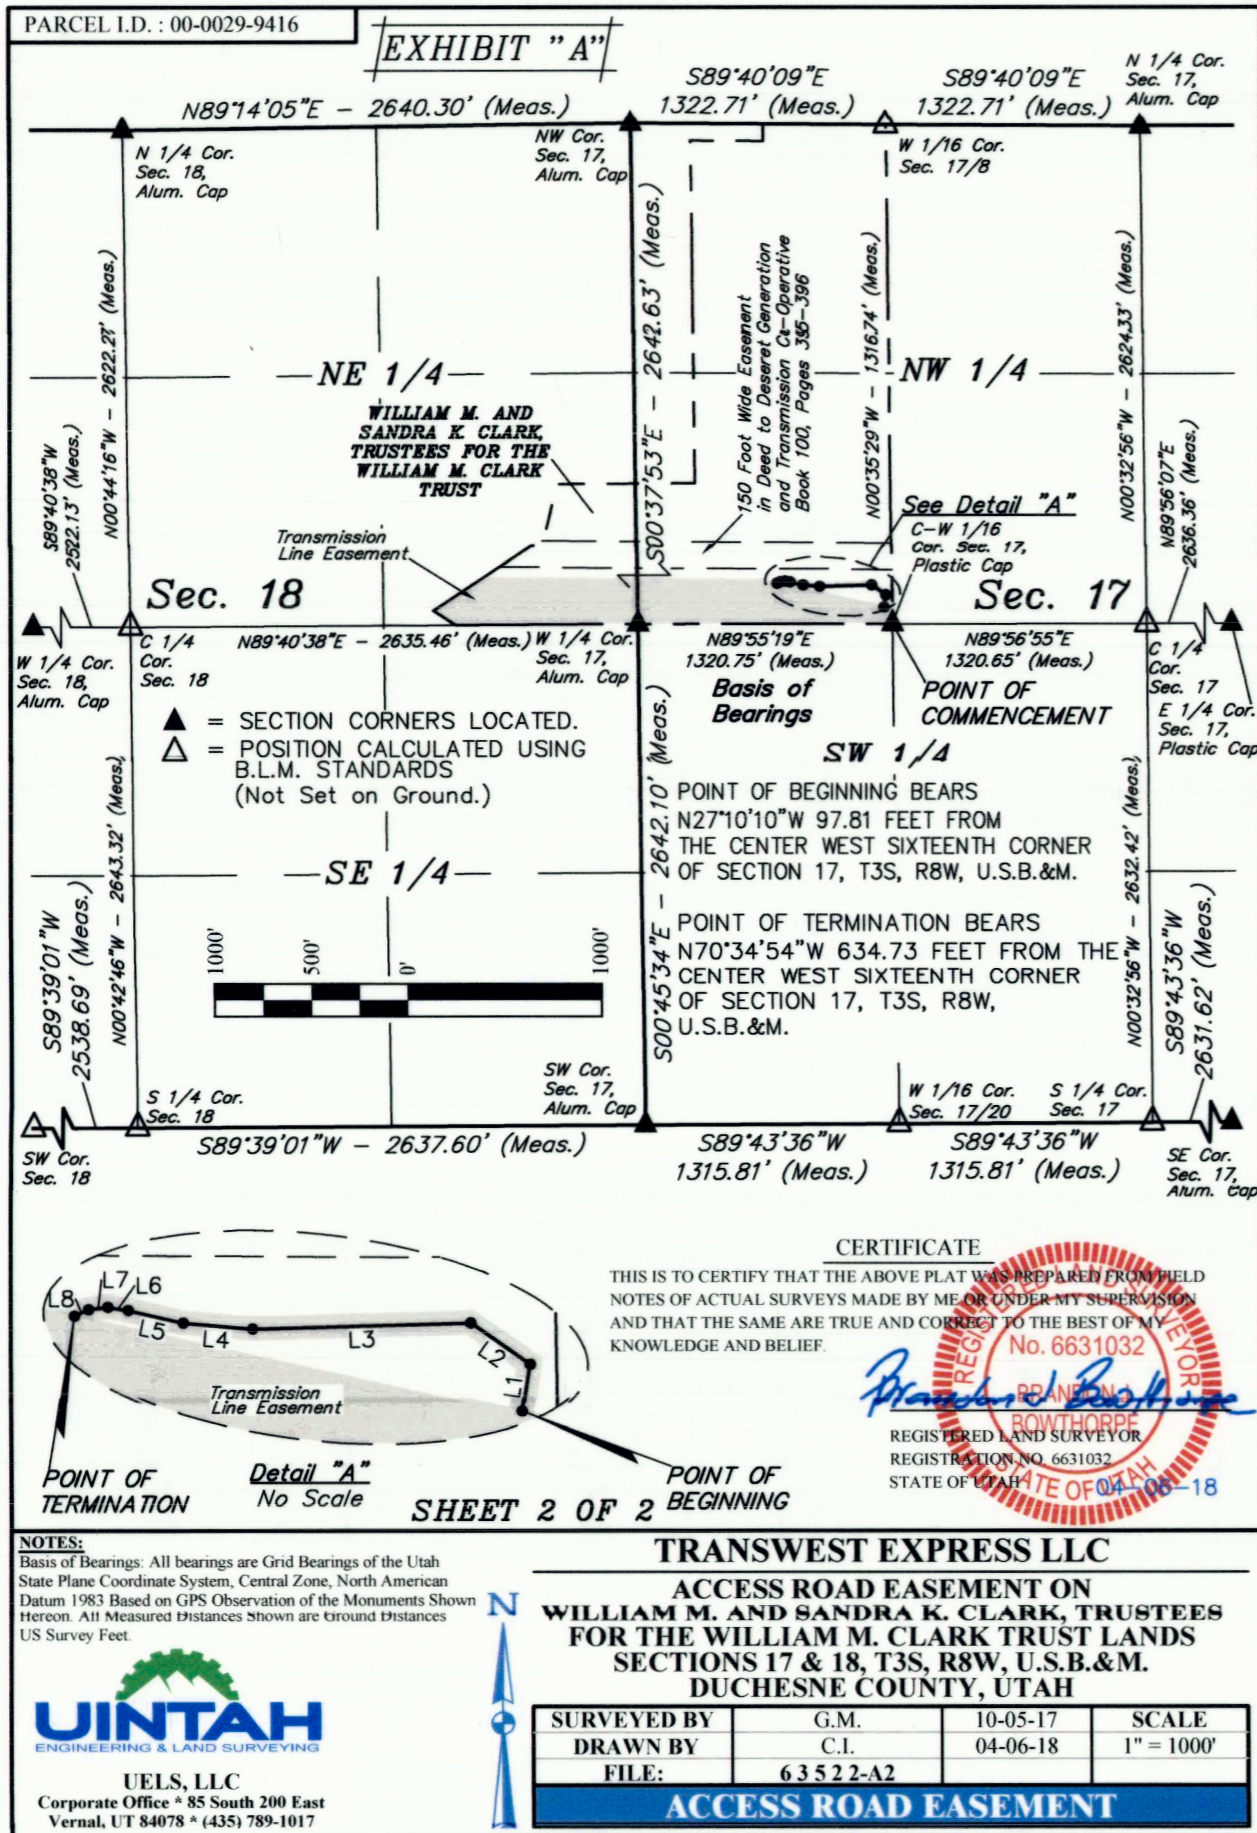 PARCEL I.D. : 00-0029-9416
EXHIBIT "A"
N89°14'05"E - 2640.30' (Meas.)
S89°40'09"E
1322.71' (Meas.)
S89°40'09"E
1322.71' (Meas.)
N 1/4 Cor.
Sec. 17,
Alum. Cap
N 1/4 Cor.
Sec. 18,
Alum. Cap
NW Cor.
Sec. 17,
Alum. Cap
W 1/16 Cor.
Sec. 17/8
N00°44'16"W - 2622.27' (Meas.)
S00°37'53"E - 2642.63' (Meas.)
150 Foot Wide Easement
in Deed to Deseret Generation
and Transmission Co-Operative
Book 100, Pages 395-396
N00°35'29"W - 1316.74' (Meas.)
N00°32'56"W - 2624.33' (Meas.)
NE 1/4
NW 1/4
WILLIAM M. AND
SANDRA K. CLARK,
TRUSTEES FOR THE
WILLIAM M. CLARK
TRUST
S89°40'38"W
2522.13' (Meas.)
N89°56'07"E
2636.36' (Meas.)
See Detail "A"
C-W 1/16
Cor. Sec. 17,
Plastic Cap
Transmission
Line Easement
Sec. 18
Sec. 17
W 1/4 Cor.
Sec. 18,
Alum. Cap
C 1/4
Cor.
Sec. 18
N89°40'38"E - 2635.46' (Meas.)
W 1/4 Cor.
Sec. 17,
Alum. Cap
N89°55'19"E
1320.75' (Meas.)
Basis of
Bearings
N89°56'55"E
1320.65' (Meas.)
POINT OF
COMMENCEMENT
C 1/4
Cor.
Sec. 17
E 1/4 Cor.
Sec. 17,
Plastic Cap
= SECTION CORNERS LOCATED.
= POSITION CALCULATED USING
B.L.M. STANDARDS
(Not Set on Ground.)
SW 1/4
POINT OF BEGINNING BEARS
N27°10'10"W 97.81 FEET FROM
THE CENTER WEST SIXTEENTH CORNER
OF SECTION 17, T3S, R8W, U.S.B.&M.
SE 1/4
POINT OF TERMINATION BEARS
N70°34'54"W 634.73 FEET FROM THE
CENTER WEST SIXTEENTH CORNER
OF SECTION 17, T3S, R8W,
U.S.B.&M.
S89°39'01"W
2538.69' (Meas.)
N00°42'46"W - 2643.32' (Meas.)
S00°45'34"E - 2642.10' (Meas.)
N00°32'56"W - 2632.42' (Meas.)
S89°43'36"W
2631.62' (Meas.)
1000'
500'
0'
1000'
S 1/4 Cor.
Sec. 18
SW Cor.
Sec. 17,
Alum. Cap
W 1/16 Cor.
Sec. 17/20
S 1/4 Cor.
Sec. 17
SW Cor.
Sec. 18
S89°39'01"W - 2637.60' (Meas.)
S89°43'36"W
1315.81' (Meas.)
S89°43'36"W
1315.81' (Meas.)
SE Cor.
Sec. 17,
Alum. Cap
L8
L7
L6
L5
L4
L3
L2
L1
Transmission
Line Easement
POINT OF
TERMINATION
Detail "A"
No Scale
POINT OF
BEGINNING
SHEET 2 OF 2
CERTIFICATE
THIS IS TO CERTIFY THAT THE ABOVE PLAT WAS PREPARED FROM FIELD
NOTES OF ACTUAL SURVEYS MADE BY ME OR UNDER MY SUPERVISION
AND THAT THE SAME ARE TRUE AND CORRECT TO THE BEST OF MY
KNOWLEDGE AND BELIEF.
REGISTERED LAND SURVEYOR
No. 6631032
BRANDON J.
BOWTHORPE
STATE OF UTAH
Brandon J Bowthorpe
REGISTERED LAND SURVEYOR
REGISTRATION NO. 6631032
STATE OF UTAH
04-06-18
NOTES:
Basis of Bearings: All bearings are Grid Bearings of the Utah
State Plane Coordinate System, Central Zone, North American
Datum 1983 Based on GPS Observation of the Monuments Shown
Hereon. All Measured Distances Shown are Ground Distances
US Survey Feet.
N
UINTAH
ENGINEERING & LAND SURVEYING
UELS, LLC
Corporate Office * 85 South 200 East
Vernal, UT 84078 * (435) 789-1017
TRANSWEST EXPRESS LLC
ACCESS ROAD EASEMENT ON
WILLIAM M. AND SANDRA K. CLARK, TRUSTEES
FOR THE WILLIAM M. CLARK TRUST LANDS
SECTIONS 17 & 18, T3S, R8W, U.S.B.&M.
DUCHESNE COUNTY, UTAH
SURVEYED BY G.M. 10-05-17 SCALE
DRAWN BY C.I. 04-06-18 1" = 1000'
FILE: 6 3 5 2 2-A2
ACCESS ROAD EASEMENT